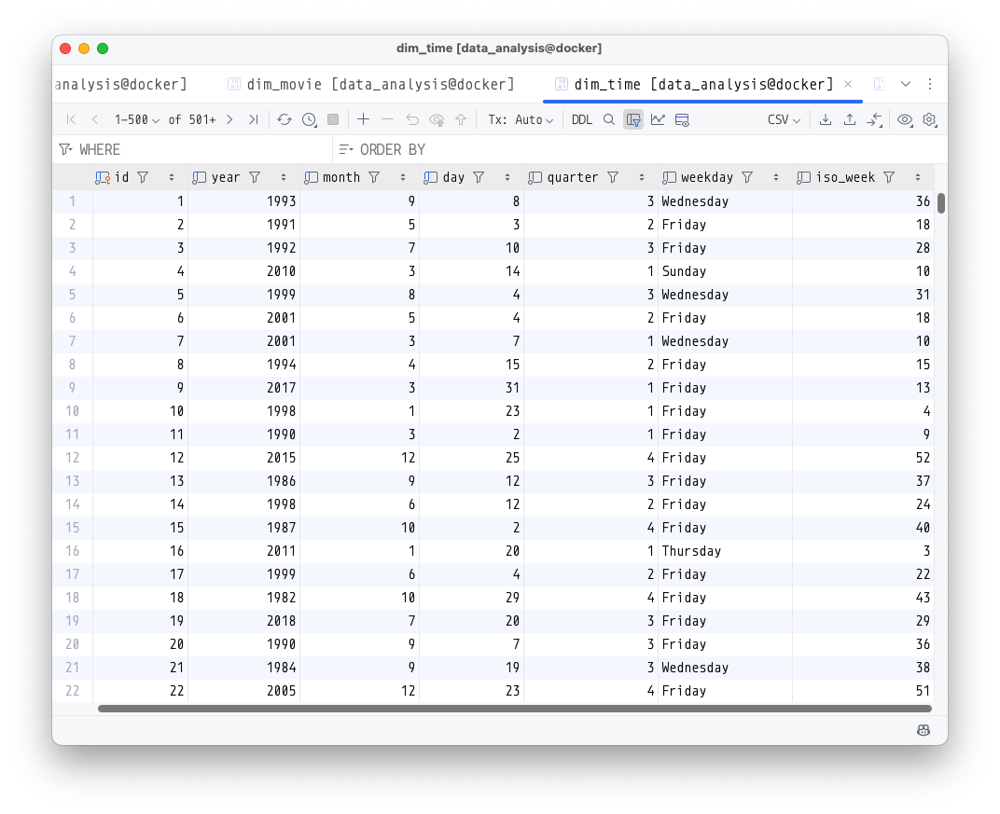 dim_time [data_analysis@docker]
analysis@docker] dim_movie [data_analysis@docker] dim_time [data_analysis@docker]
1-500 of 501+ Tx: Auto DDL CSV
WHERE ORDER BY
id year month day quarter weekday iso_week
1 1 1993 9 8 3 Wednesday 36
2 2 1991 5 3 2 Friday 18
3 3 1992 7 10 3 Friday 28
4 4 2010 3 14 1 Sunday 10
5 5 1999 8 4 3 Wednesday 31
6 6 2001 5 4 2 Friday 18
7 7 2001 3 7 1 Wednesday 10
8 8 1994 4 15 2 Friday 15
9 9 2017 3 31 1 Friday 13
10 10 1998 1 23 1 Friday 4
11 11 1990 3 2 1 Friday 9
12 12 2015 12 25 4 Friday 52
13 13 1986 9 12 3 Friday 37
14 14 1998 6 12 2 Friday 24
15 15 1987 10 2 4 Friday 40
16 16 2011 1 20 1 Thursday 3
17 17 1999 6 4 2 Friday 22
18 18 1982 10 29 4 Friday 43
19 19 2018 7 20 3 Friday 29
20 20 1990 9 7 3 Friday 36
21 21 1984 9 19 3 Wednesday 38
22 22 2005 12 23 4 Friday 51